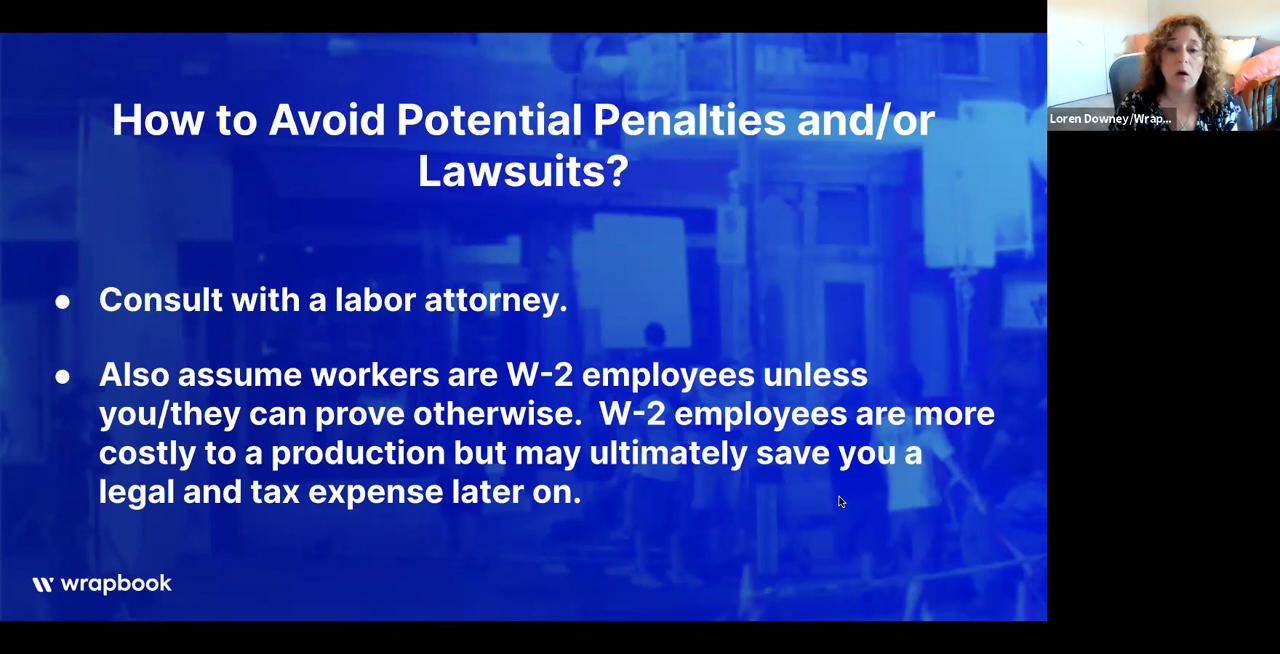 How to Avoid Potential Penalties and/or
Lawsuits?
● Consult with a labor attorney.
● Also assume workers are W-2 employees unless
you/they can prove otherwise.  W-2 employees are more
costly to a production but may ultimately save you a
legal and tax expense later on.
wrapbook
Loren Downey/Wrap...